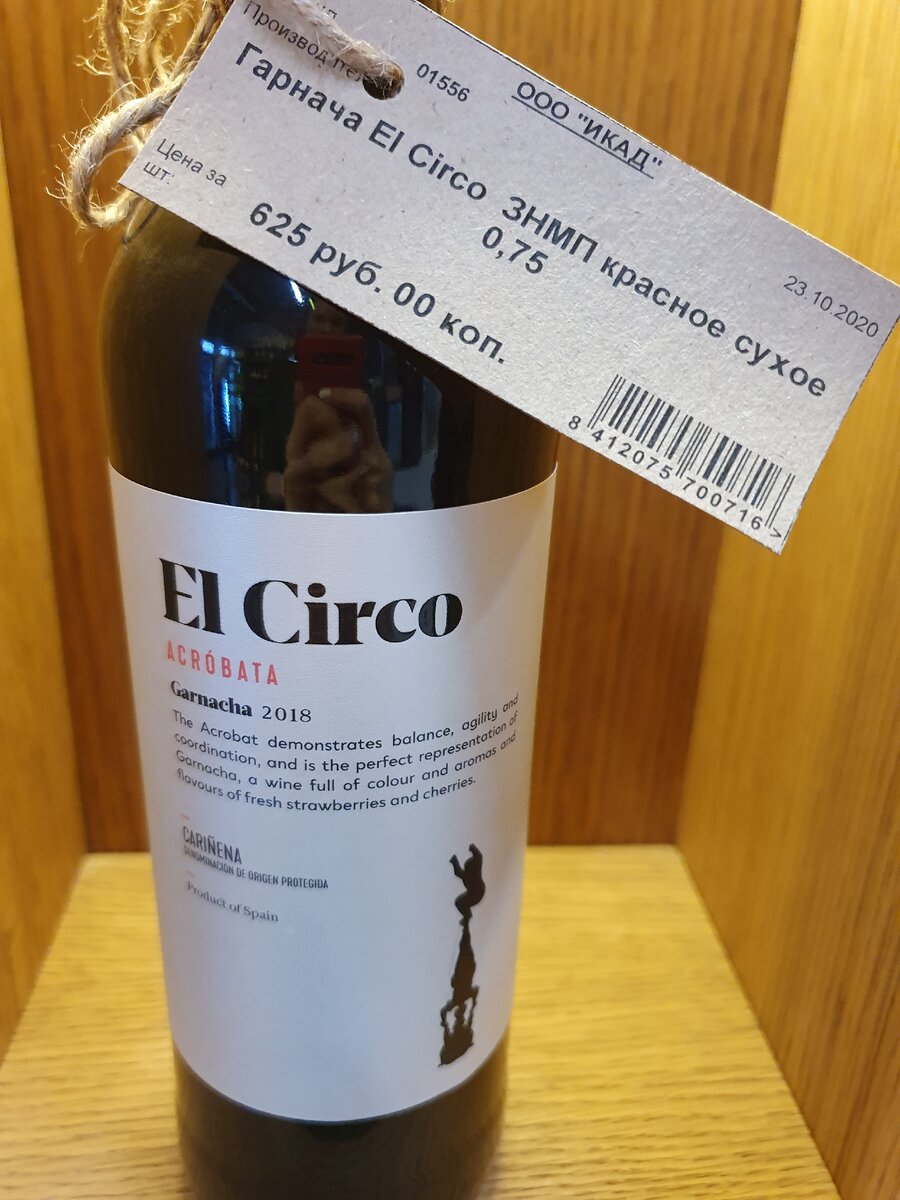 Производитель
01556
ООО "ИКАД"
Гарнача El Circo ЗНМП красное сухое
0,75
Цена за
шт:
625 руб. 00 коп.
23.10.2020
8 412075 700716 >
El Circo
ACRÓBATA
Garnacha 2018
The Acrobat demonstrates balance, agility and
coordination, and is the perfect representation of
Garnacha, a wine full of colour and aromas and
flavours of fresh strawberries and cherries.
CARIÑENA
DENOMINACIÓN DE ORIGEN PROTEGIDA
Product of Spain